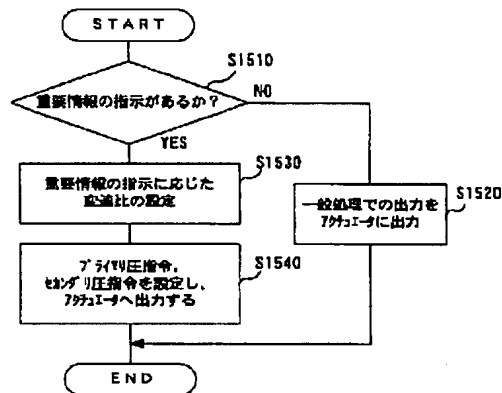 START
S1510
重要情報の指示があるか?
NO
YES
S1530
重要情報の指示に応じた
変速比の設定
S1520
一般処理での出力を
アクチュエータに出力
S1540
プライマリ圧指令,
セカンダリ圧指令を設定し、
アクチュエータへ出力する
END